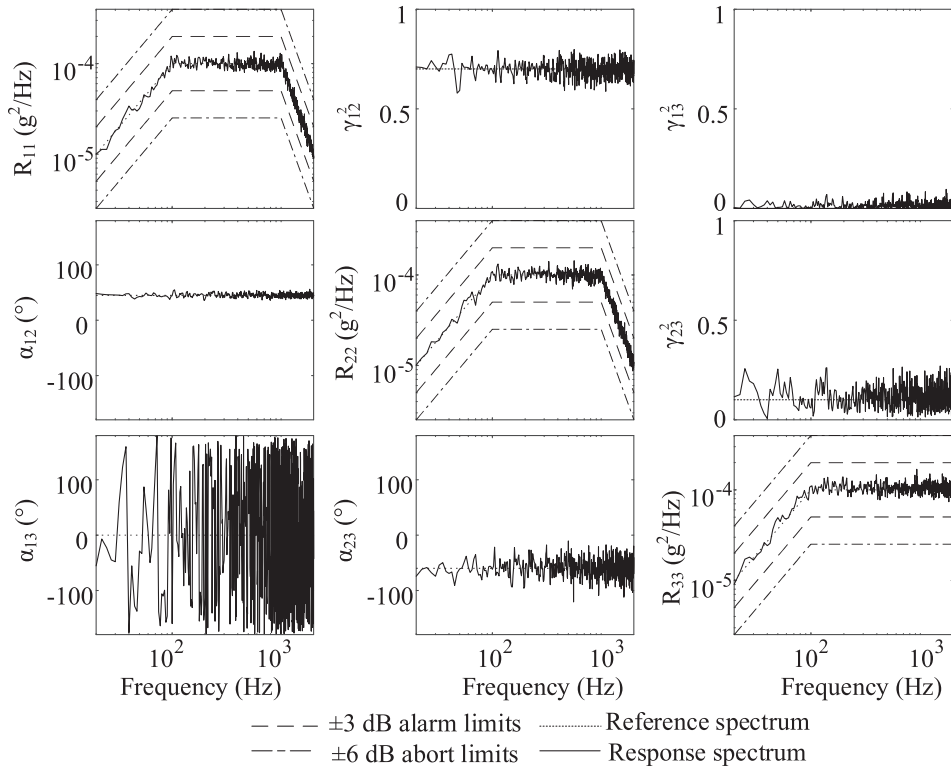 R₁₁ (g²/Hz)
10⁻⁴
10⁻⁵
γ²₁₂
1
0.5
0
γ²₁₃
1
0.5
0
α₁₂ (°)
100
0
-100
R₂₂ (g²/Hz)
10⁻⁴
10⁻⁵
γ²₂₃
1
0.5
0
α₁₃ (°)
100
0
-100
10² 10³
Frequency (Hz)
α₂₃ (°)
100
0
-100
10² 10³
Frequency (Hz)
R₃₃ (g²/Hz)
10⁻⁴
10⁻⁵
10² 10³
Frequency (Hz)
±3 dB alarm limits
Reference spectrum
±6 dB abort limits
Response spectrum